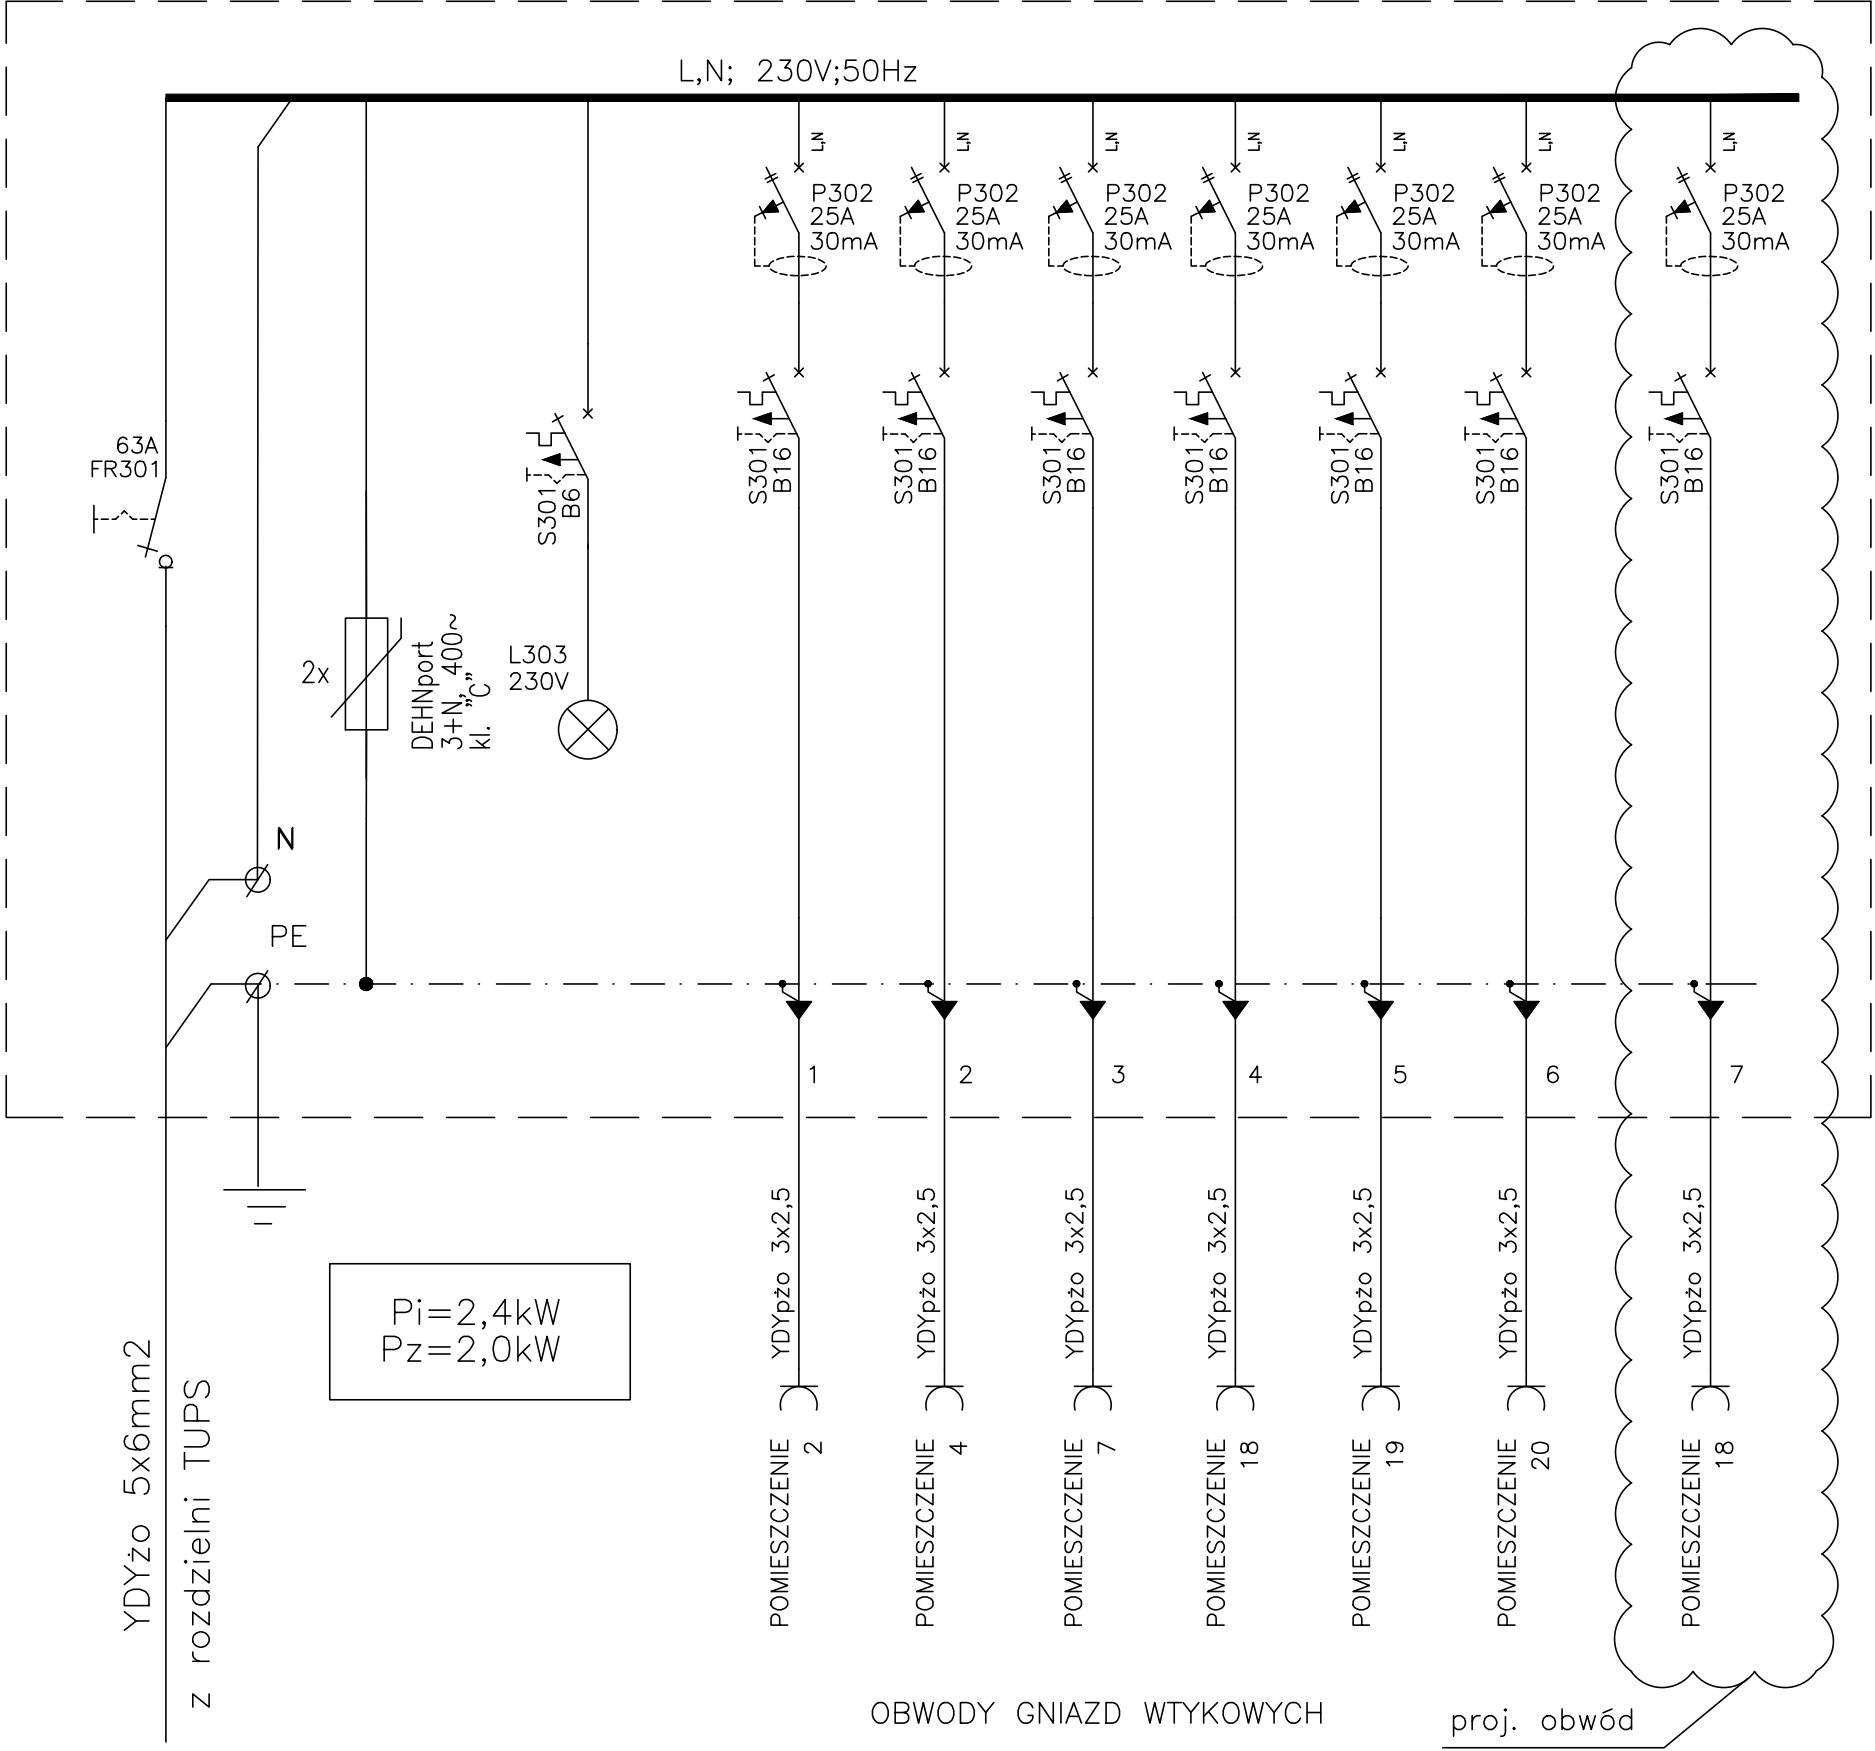 L,N; 230V;50Hz
L,N
L,N
L,N
L,N
L,N
L,N
L,N
P302
25A
30mA
P302
25A
30mA
P302
25A
30mA
P302
25A
30mA
P302
25A
30mA
P302
25A
30mA
P302
25A
30mA
63A
FR301
S301
B6
S301
B16
S301
B16
S301
B16
S301
B16
S301
B16
S301
B16
S301
B16
2x
DEHNport
3+N, 400~
kl. „C”
L303
230V
N
PE
1
2
3
4
5
6
7
YDYpżo 3x2,5
YDYpżo 3x2,5
YDYpżo 3x2,5
YDYpżo 3x2,5
YDYpżo 3x2,5
YDYpżo 3x2,5
YDYpżo 3x2,5
Pi=2,4kW
Pz=2,0kW
YDYżo 5x6mm2
z rozdzielni TUPS
POMIESZCZENIE
2
POMIESZCZENIE
4
POMIESZCZENIE
7
POMIESZCZENIE
18
POMIESZCZENIE
19
POMIESZCZENIE
20
POMIESZCZENIE
18
OBWODY GNIAZD WTYKOWYCH
proj. obwód